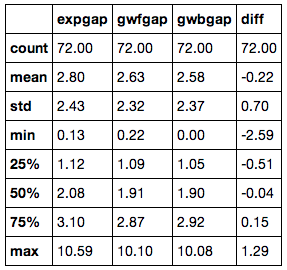 expgap gwfgap gwbgap diff
count 72.00 72.00 72.00 72.00
mean 2.80 2.63 2.58 -0.22
std 2.43 2.32 2.37 0.70
min 0.13 0.22 0.00 -2.59
25% 1.12 1.09 1.05 -0.51
50% 2.08 1.91 1.90 -0.04
75% 3.10 2.87 2.92 0.15
max 10.59 10.10 10.08 1.29